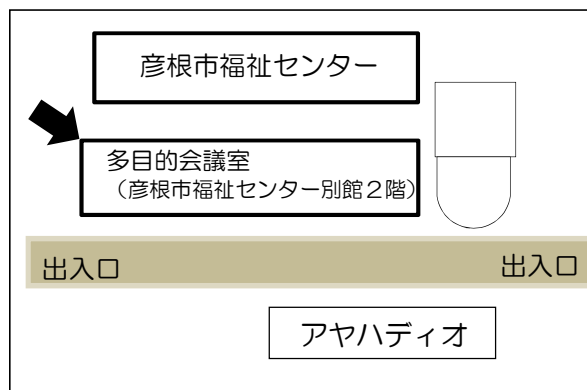 彦根市福祉センター
多目的会議室
（彦根市福祉センター別館２階）
出入口
出入口
アヤハディオ